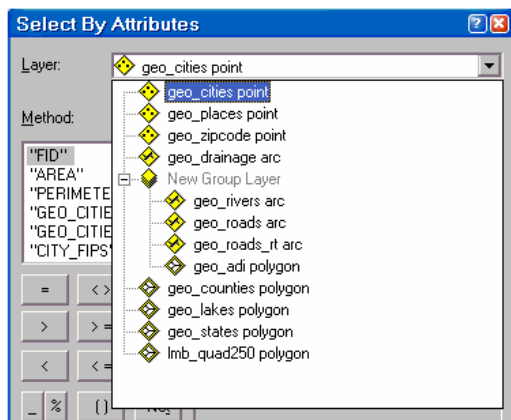 Select By Attributes
Layer:
geo_cities point
geo_cities point
geo_places point
geo_zipcode point
geo_drainage arc
New Group Layer
geo_rivers arc
geo_roads arc
geo_roads_rt arc
geo_adi polygon
geo_counties polygon
geo_lakes polygon
geo_states polygon
lmb_quad250 polygon
Method:
"FID"
"AREA"
"PERIMETE
"GEO_CITIE
"GEO_CITIE
"CITY_FIPS"
= < >
> > =
< < =
_ % ( )